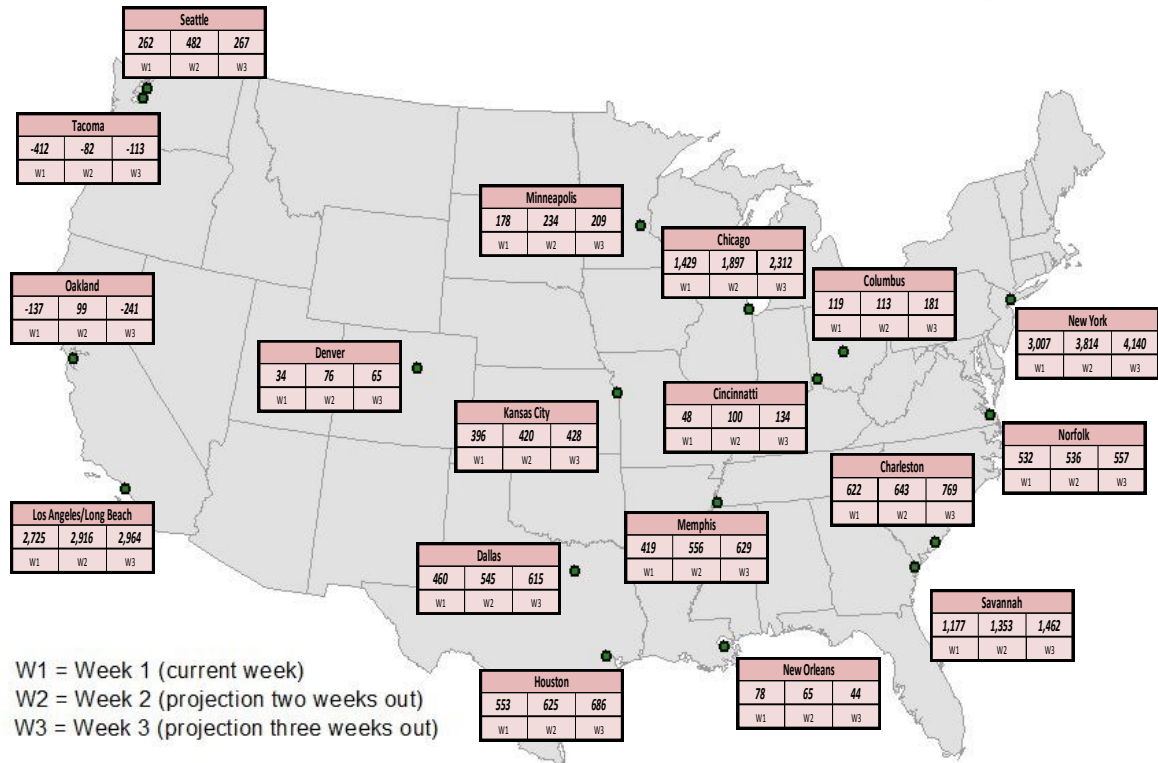 Seattle
262 482 267
W1 W2 W3
Tacoma
-412 -82 -113
W1 W2 W3
Minneapolis
178 234 209
W1 W2 W3
Chicago
1,429 1,897 2,312
W1 W2 W3
Columbus
119 113 181
W1 W2 W3
Oakland
-137 99 -241
W1 W2 W3
New York
3,007 3,814 4,140
W1 W2 W3
Denver
34 76 65
W1 W2 W3
Cincinnatti
48 100 134
W1 W2 W3
Kansas City
396 420 428
W1 W2 W3
Norfolk
532 536 557
W1 W2 W3
Charleston
622 643 769
W1 W2 W3
Los Angeles/Long Beach
2,725 2,916 2,964
W1 W2 W3
Memphis
419 556 629
W1 W2 W3
Dallas
460 545 615
W1 W2 W3
Savannah
1,177 1,353 1,462
W1 W2 W3
New Orleans
78 65 44
W1 W2 W3
Houston
553 625 686
W1 W2 W3
W1 = Week 1 (current week)
W2 = Week 2 (projection two weeks out)
W3 = Week 3 (projection three weeks out)